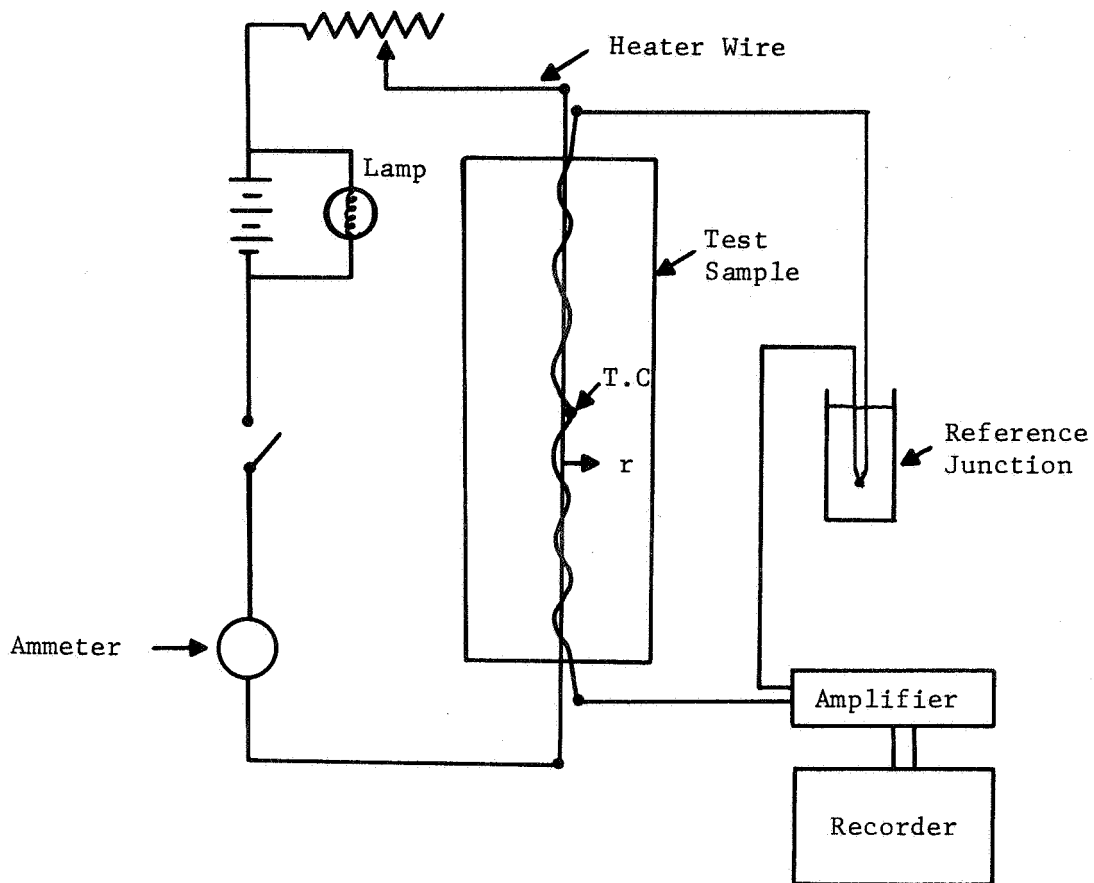 Heater Wire
Lamp
Test
Sample
T.C
r
Reference
Junction
Ammeter
Amplifier
Recorder